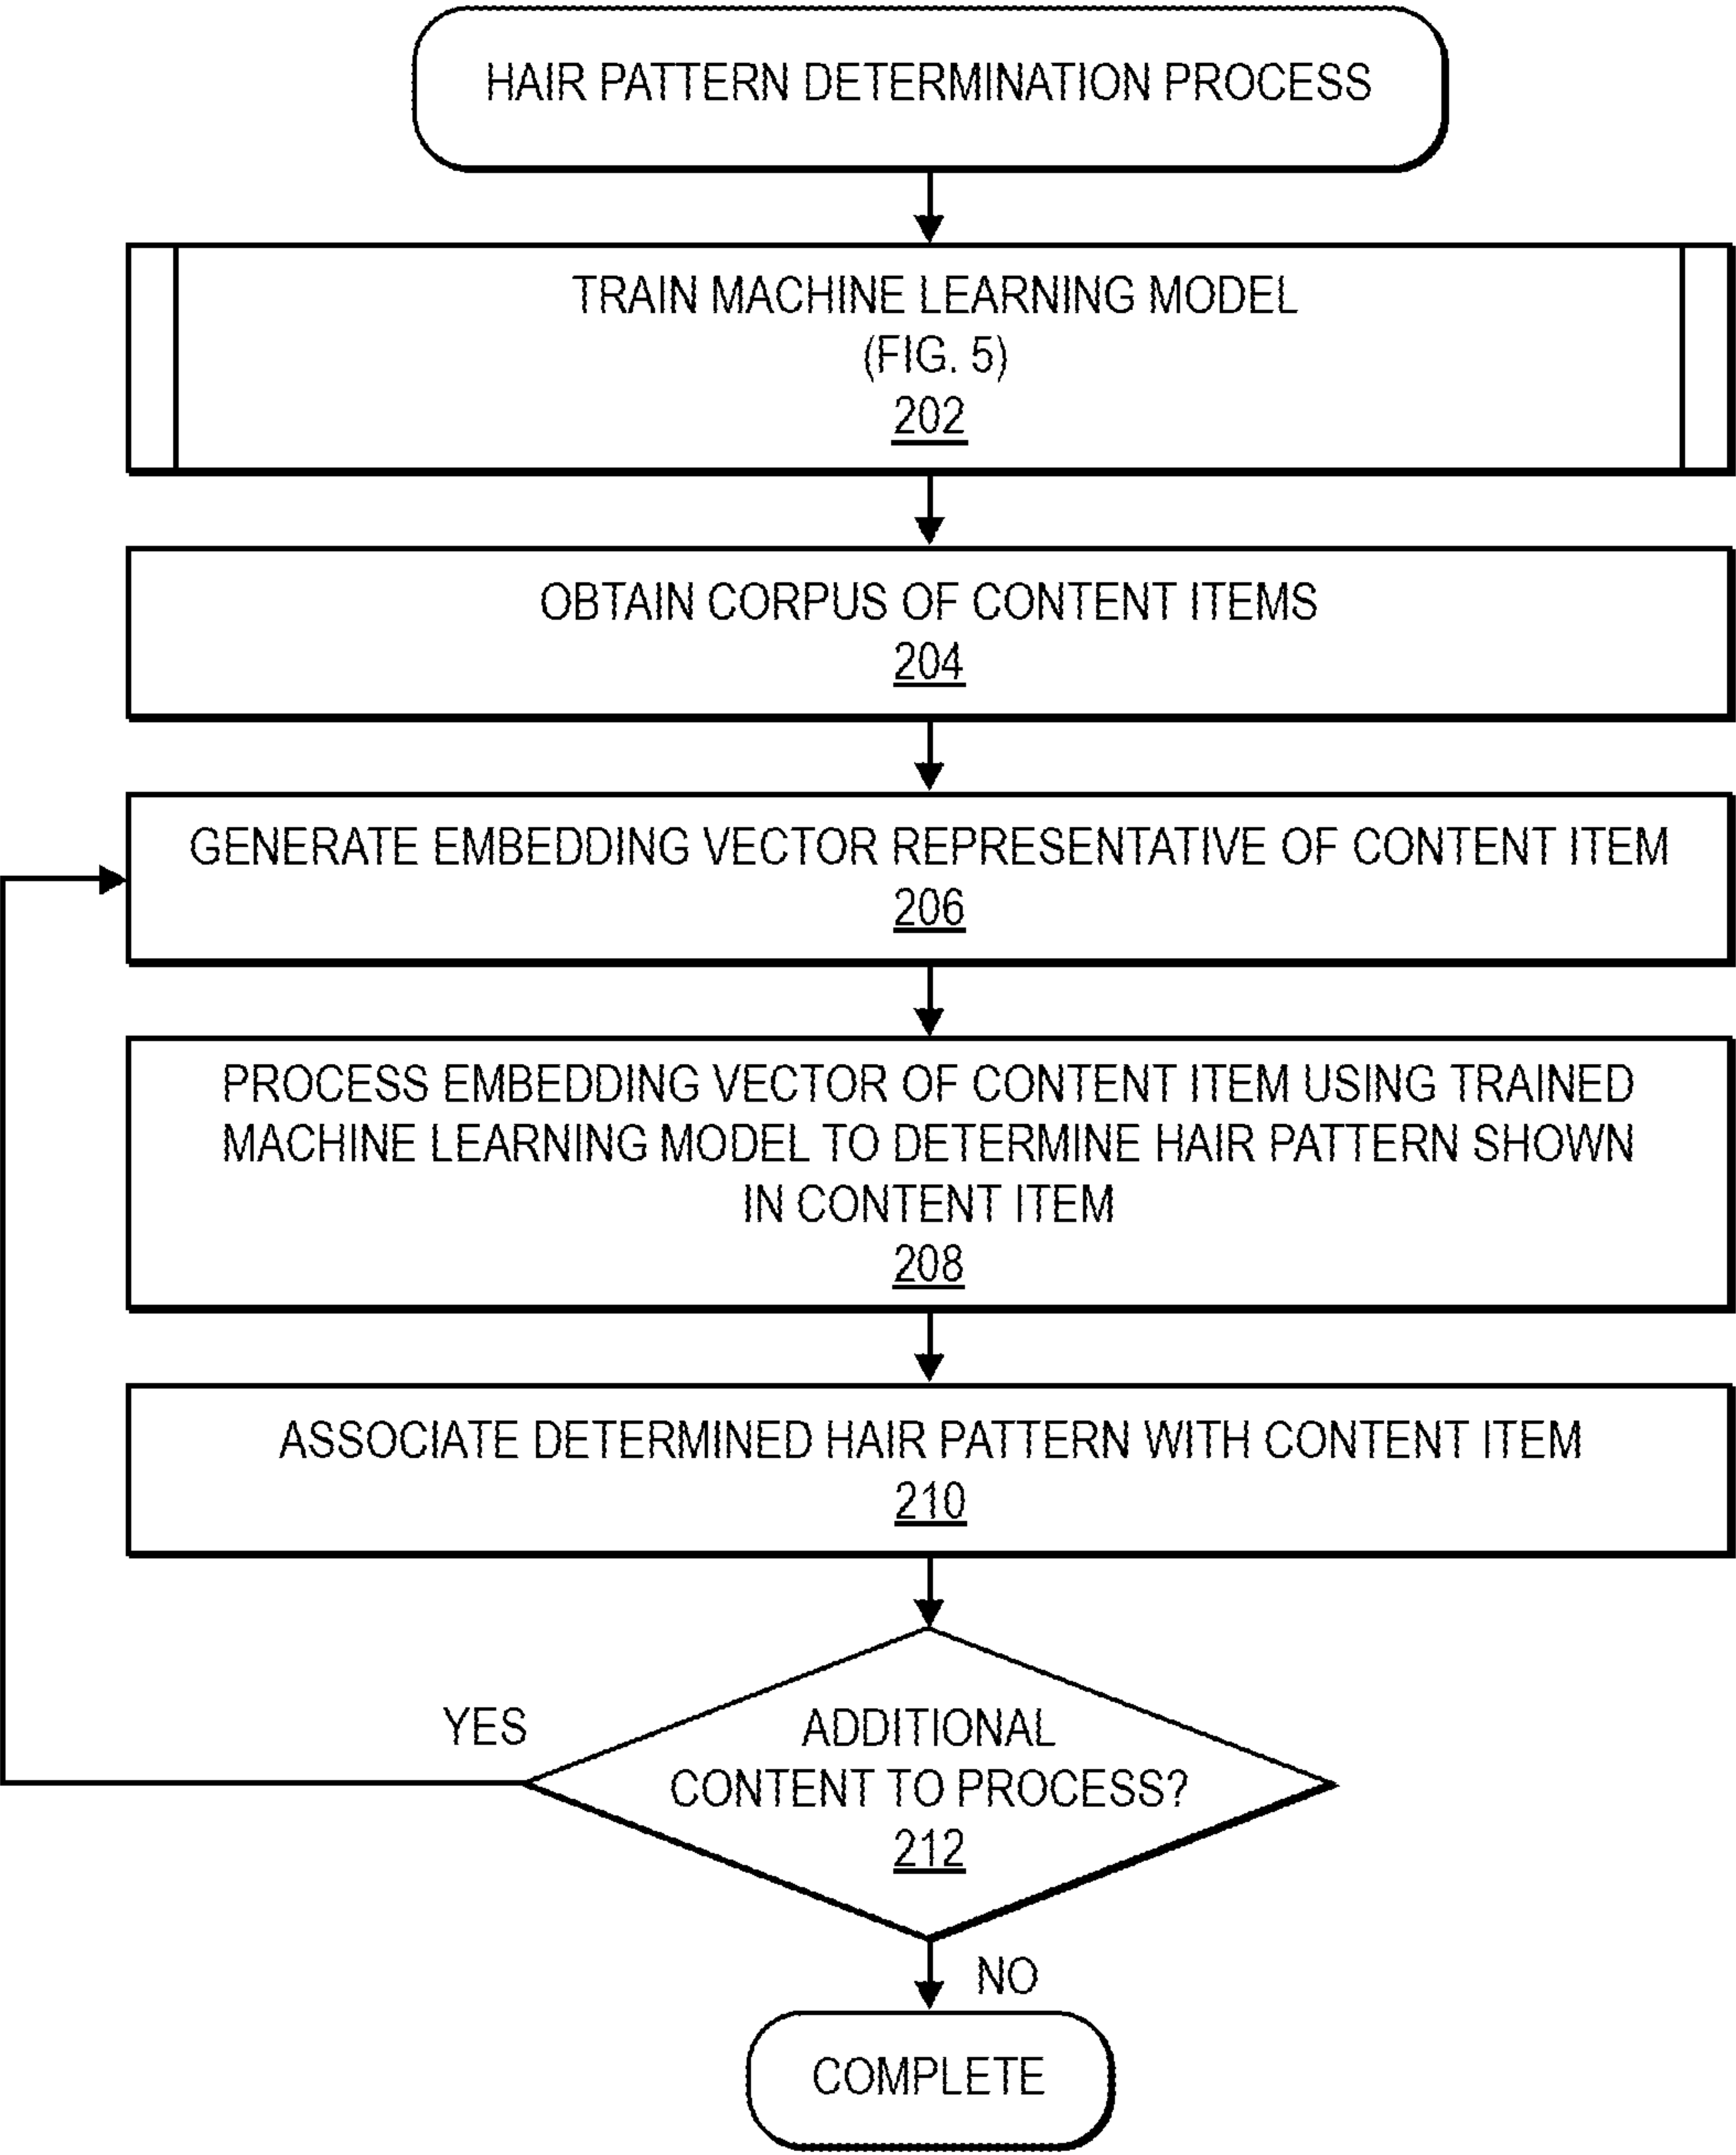 HAIR PATTERN DETERMINATION PROCESS
TRAIN MACHINE LEARNING MODEL
(FIG. 5)
202
OBTAIN CORPUS OF CONTENT ITEMS
204
GENERATE EMBEDDING VECTOR REPRESENTATIVE OF CONTENT ITEM
206
PROCESS EMBEDDING VECTOR OF CONTENT ITEM USING TRAINED
MACHINE LEARNING MODEL TO DETERMINE HAIR PATTERN SHOWN
IN CONTENT ITEM
208
ASSOCIATE DETERMINED HAIR PATTERN WITH CONTENT ITEM
210
YES
ADDITIONAL
CONTENT TO PROCESS?
212
NO
COMPLETE